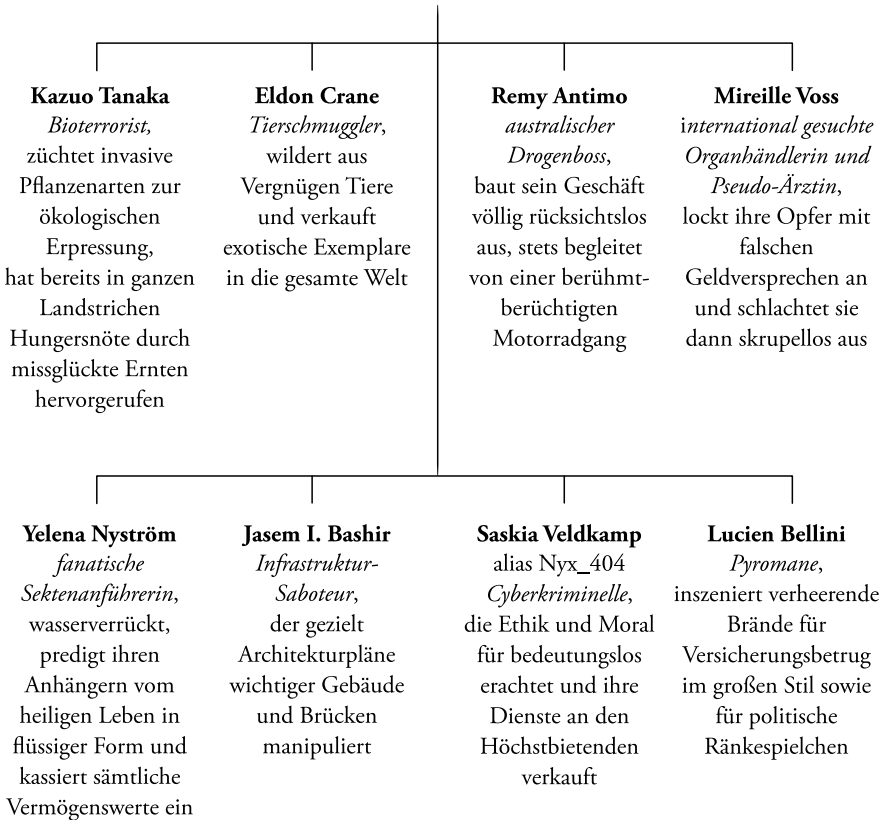 Kazuo Tanaka
Bioterrorist,
züchtet invasive
Pflanzenarten zur
ökologischen
Erpressung,
hat bereits in ganzen
Landstrichen
Hungersnöte durch
missglückte Ernten
hervorgerufen
Eldon Crane
Tierschmuggler,
wildert aus
Vergnügen Tiere
und verkauft
exotische Exemplare
in die gesamte Welt
Remy Antimo
australischer
Drogenboss,
baut sein Geschäft
völlig rücksichtslos
aus, stets begleitet
von einer berühmt-
berüchtigten
Motorradgang
Mireille Voss
international gesuchte
Organhändlerin und
Pseudo-Ärztin,
lockt ihre Opfer mit
falschen
Geldversprechen an
und schlachtet sie
dann skrupellos aus
Yelena Nyström
fanatische
Sektenanführerin,
wasserverrückt,
predigt ihren
Anhängern vom
heiligen Leben in
flüssiger Form und
kassiert sämtliche
Vermögenswerte ein
Jasem I. Bashir
Infrastruktur-
Saboteur,
der gezielt
Architekturpläne
wichtiger Gebäude
und Brücken
manipuliert
Saskia Veldkamp
alias Nyx_404
Cyberkriminelle,
die Ethik und Moral
für bedeutungslos
erachtet und ihre
Dienste an den
Höchstbietenden
verkauft
Lucien Bellini
Pyromane,
inszeniert verheerende
Brände für
Versicherungsbetrug
im großen Stil sowie
für politische
Ränkespielchen